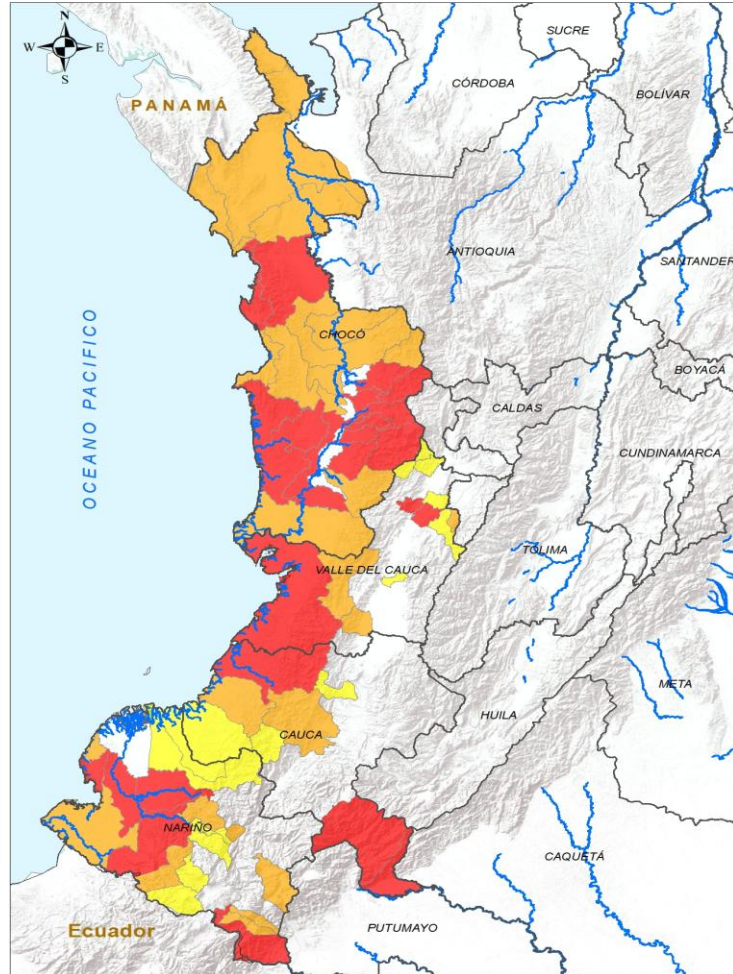 N
W E
S
PANAMÁ
SUCRE
CÓRDOBA
BOLÍVAR
ANTIOQUIA
SANTANDER
OCEANO PACIFICO
CHOCÓ
BOYACÁ
CALDAS
CUNDINAMARCA
TOLIMA
VALLE DEL CAUCA
META
HUILA
CAUCA
NARIÑO
CAQUETÁ
Ecuador
PUTUMAYO